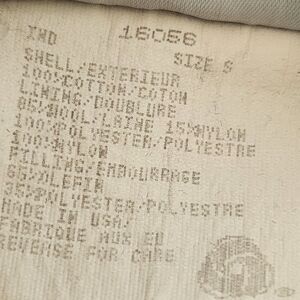 IND 16056
SIZE S
SHELL/EXTERIEUR
100%COTTON/COTON
LINING/DOUBLURE
85%WOOL/LAINE 15%NYLON
100%POLYESTER/POLYESTRE
100%NYLON
FILLING/EMBOURRAGE
65%OLEFIN
35%POLYESTER/POLYESTRE
MADE IN USA/
FABRIQUE AUX EU
REVERSE FOR CARE